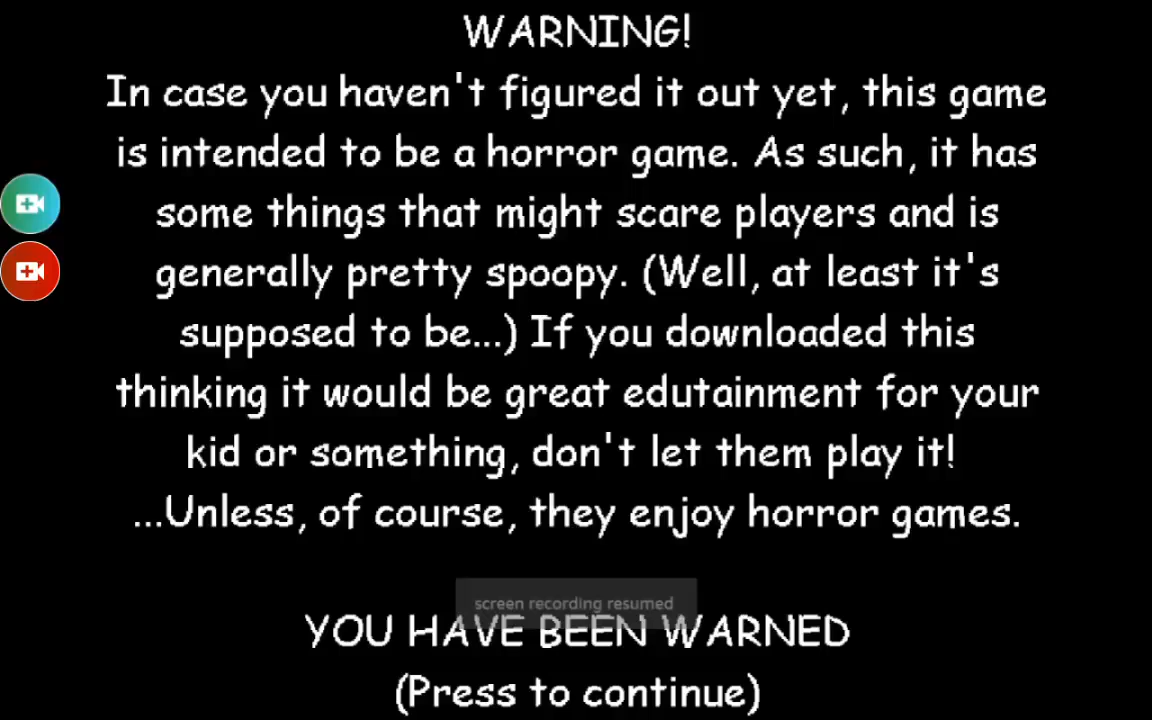 WARNING!
In case you haven't figured it out yet, this game
is intended to be a horror game. As such, it has
some things that might scare players and is
generally pretty spoopy. (Well, at least it's
supposed to be...) If you downloaded this
thinking it would be great edutainment for your
kid or something, don't let them play it!
...Unless, of course, they enjoy horror games.
screen recording resumed
YOU HAVE BEEN WARNED
(Press to continue)